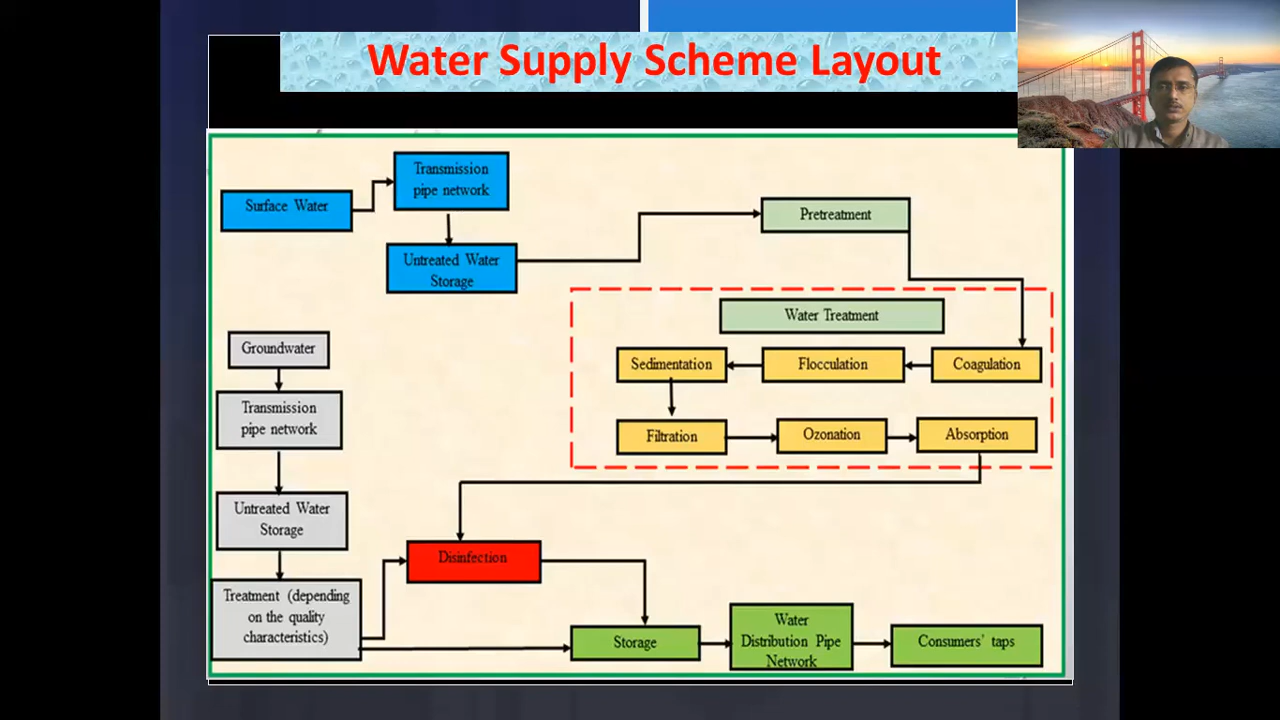 Water Supply Scheme Layout
Transmission
pipe network
Surface Water
Untreated Water
Storage
Pretreatment
Water Treatment
Sedimentation
Flocculation
Coagulation
Filtration
Ozonation
Absorption
Groundwater
Transmission
pipe network
Untreated Water
Storage
Treatment (depending
on the quality
characteristics)
Disinfection
Storage
Water
Distribution Pipe
Network
Consumers' taps